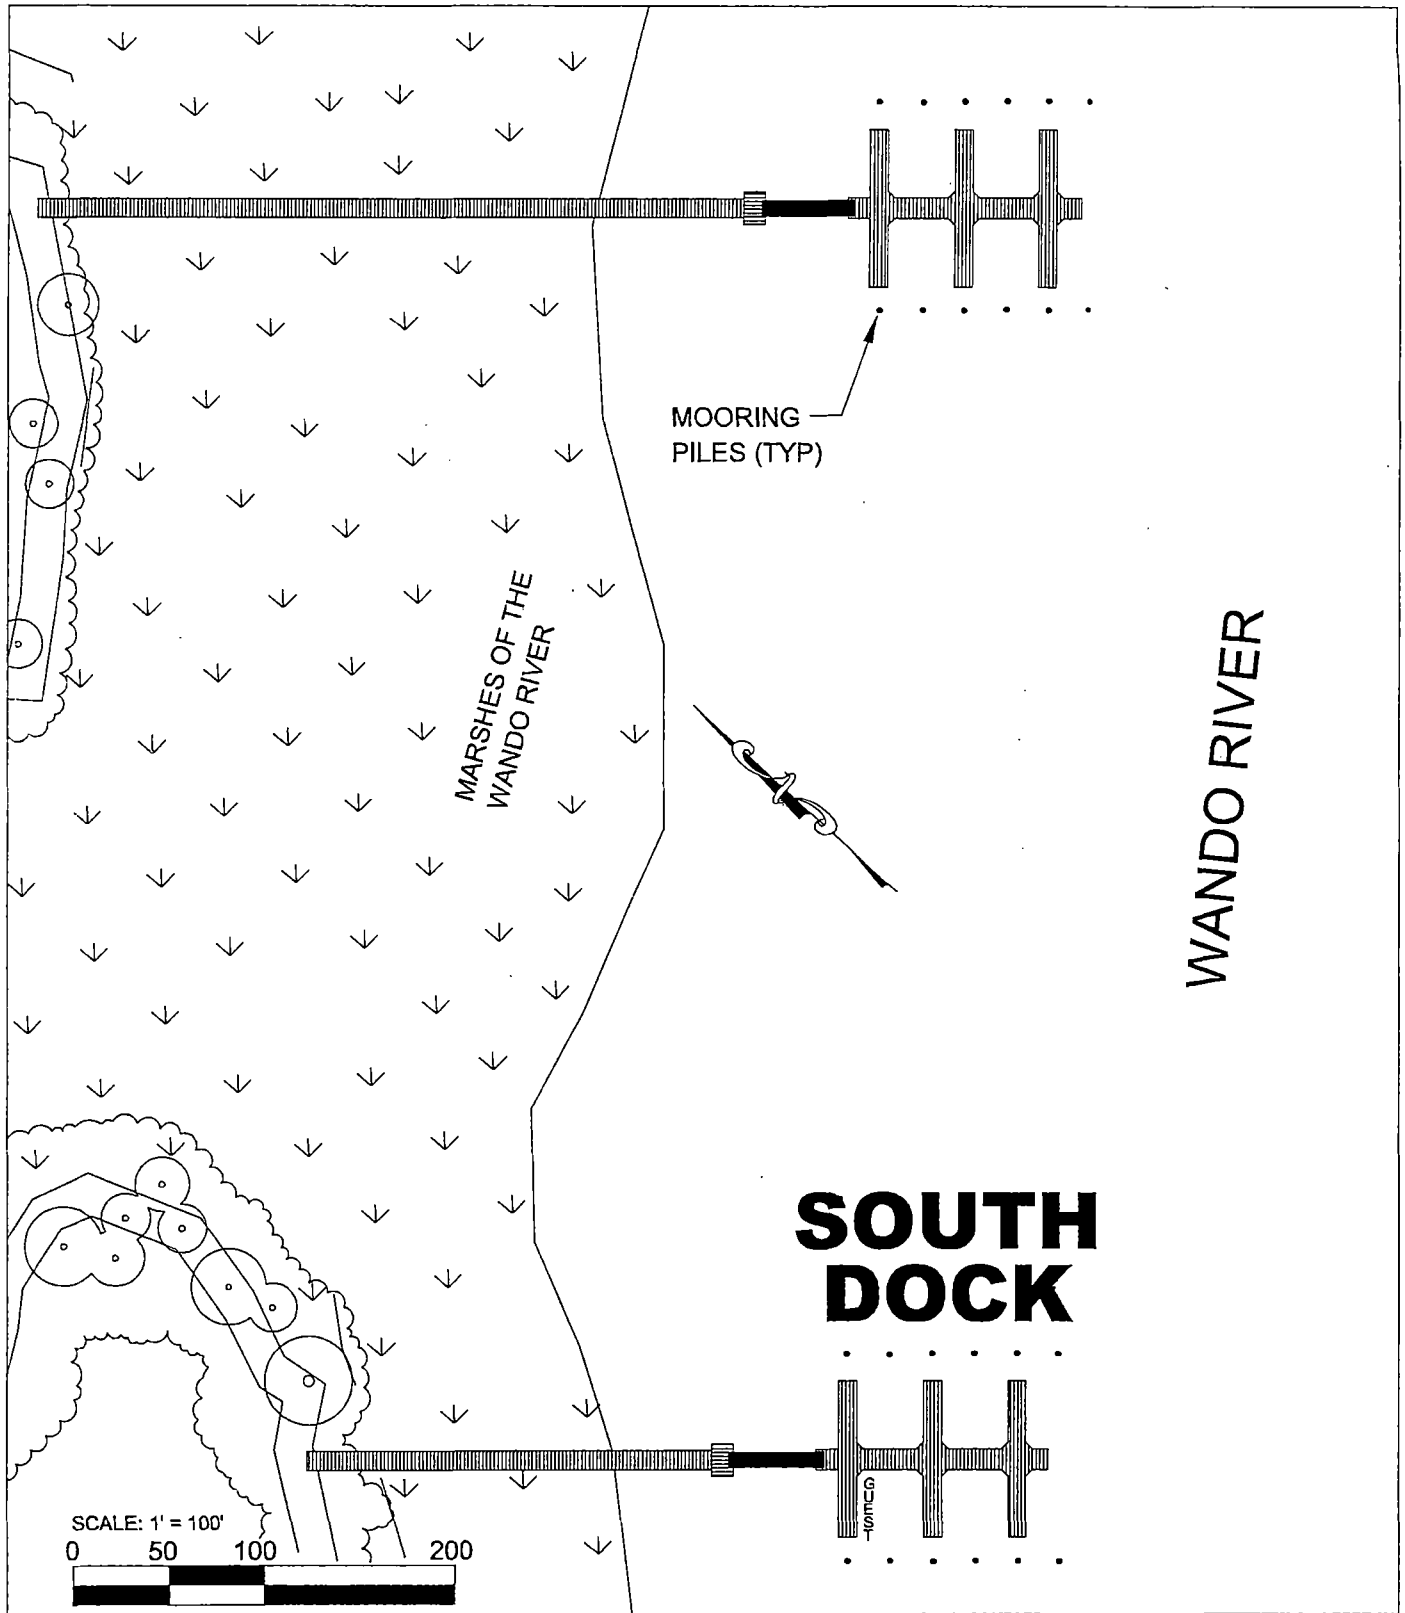 MOORING
PILES (TYP)
MARSHES OF THE
WANDO RIVER
WANDO RIVER
SOUTH
DOCK
GUEST
SCALE: 1' = 100'
0 50 100 200